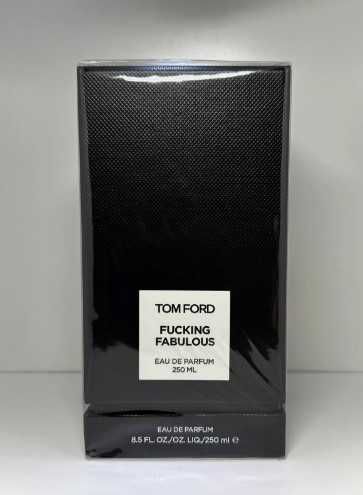 TOM FORD
FUCKING
FABULOUS
EAU DE PARFUM
250 ML
EAU DE PARFUM
8.5 FL. OZ./OZ. LIQ./250 ml ℮